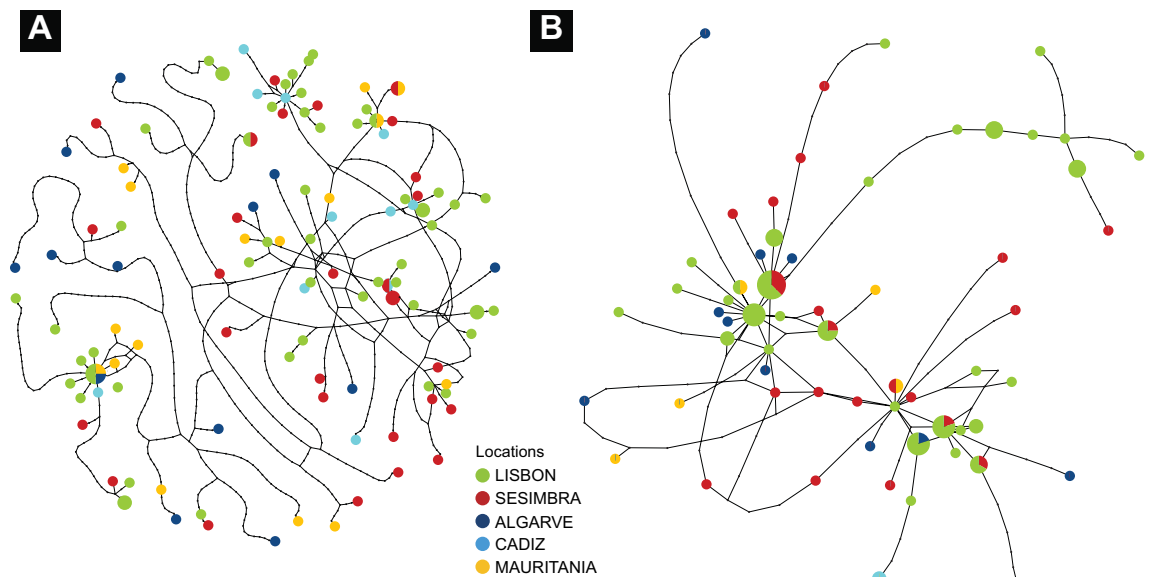 A
B
Locations
LISBON
SESIMBRA
ALGARVE
CADIZ
MAURITANIA